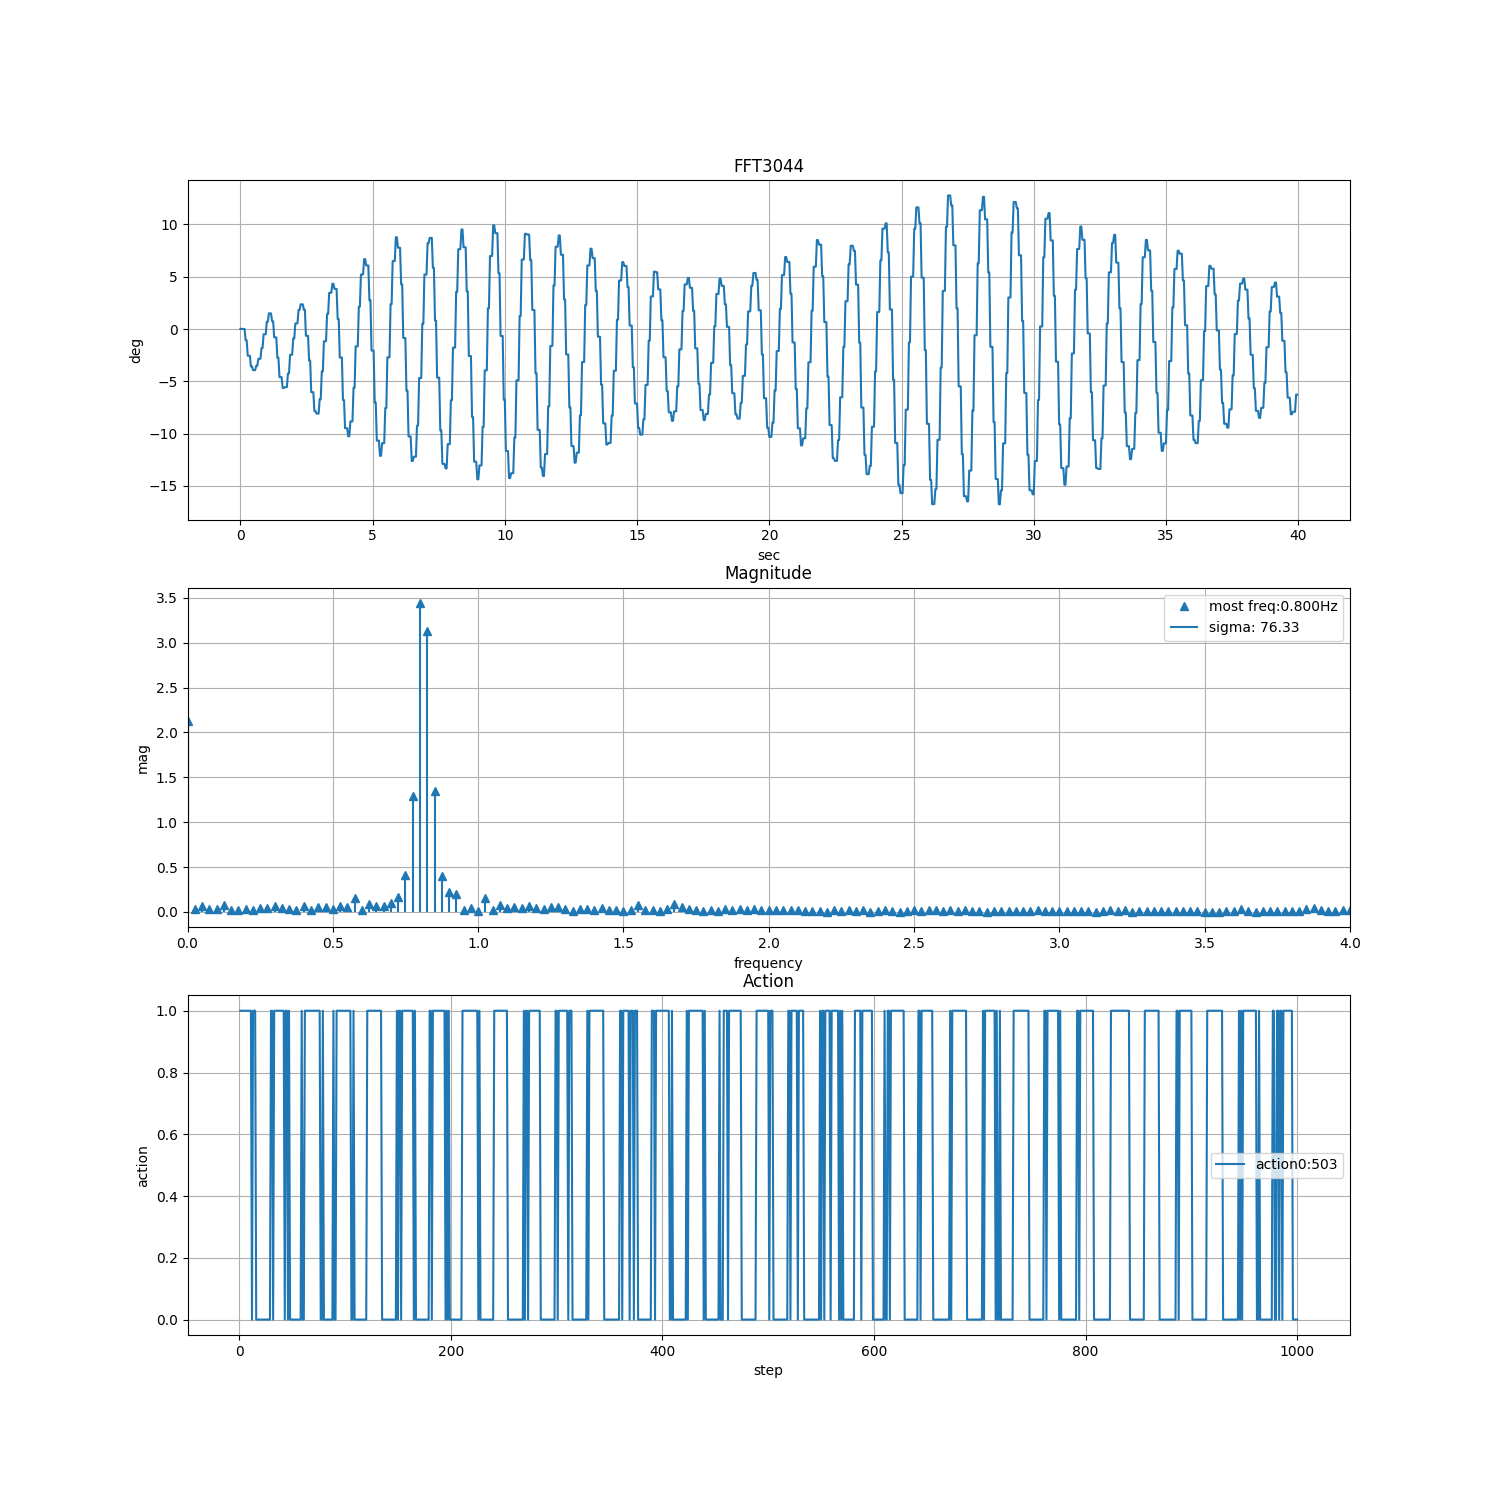 FFT3044
10
5
0
−5
−10
−15
deg
0 5 10 15 20 25 30 35 40
sec
Magnitude
3.5
3.0
2.5
2.0
1.5
1.0
0.5
0.0
mag
most freq:0.800Hz
sigma: 76.33
0.0 0.5 1.0 1.5 2.0 2.5 3.0 3.5 4.0
frequency
Action
1.0
0.8
0.6
0.4
0.2
0.0
action
action0:503
0 200 400 600 800 1000
step